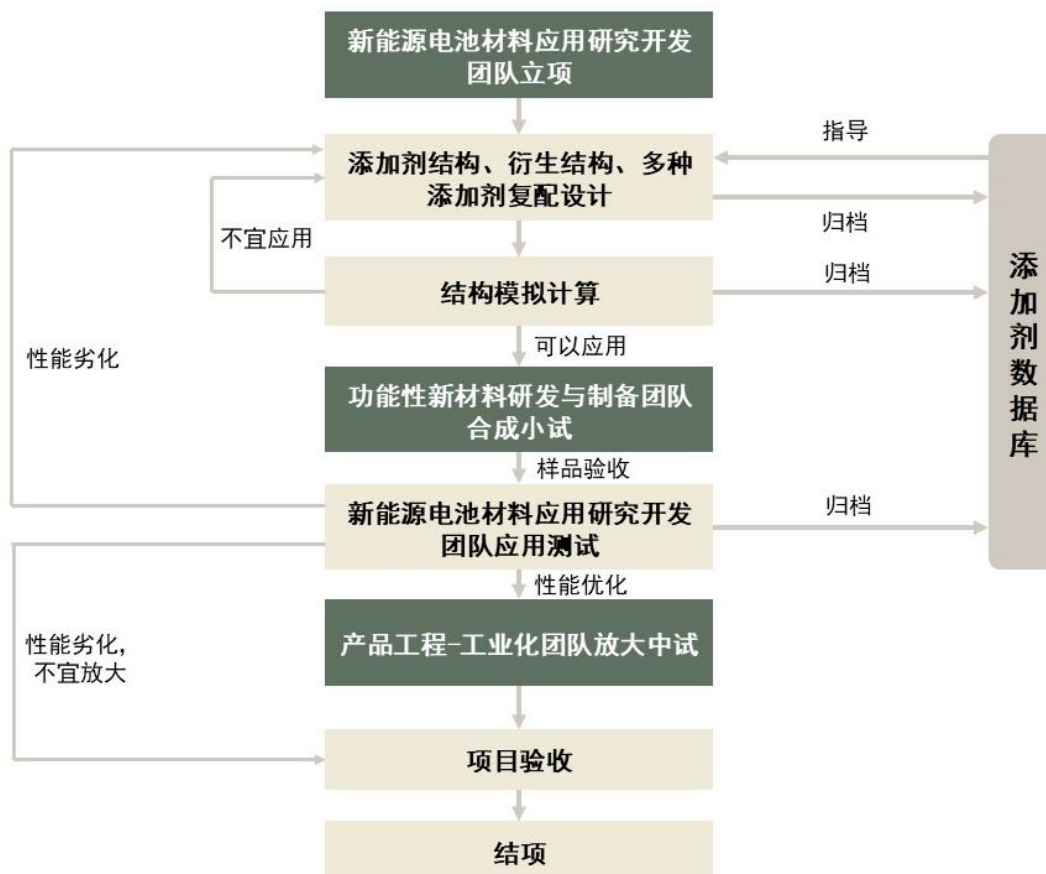 新能源电池材料应用研究开发
团队立项
指导
添加剂结构、衍生结构、多种
添加剂复配设计
归档
不宜应用
结构模拟计算
归档
添加剂数据库
可以应用
性能劣化
功能性新材料研发与制备团队
合成小试
样品验收
新能源电池材料应用研究开发
团队应用测试
归档
性能优化
性能劣化，
不宜放大
产品工程-工业化团队放大中试
项目验收
结项